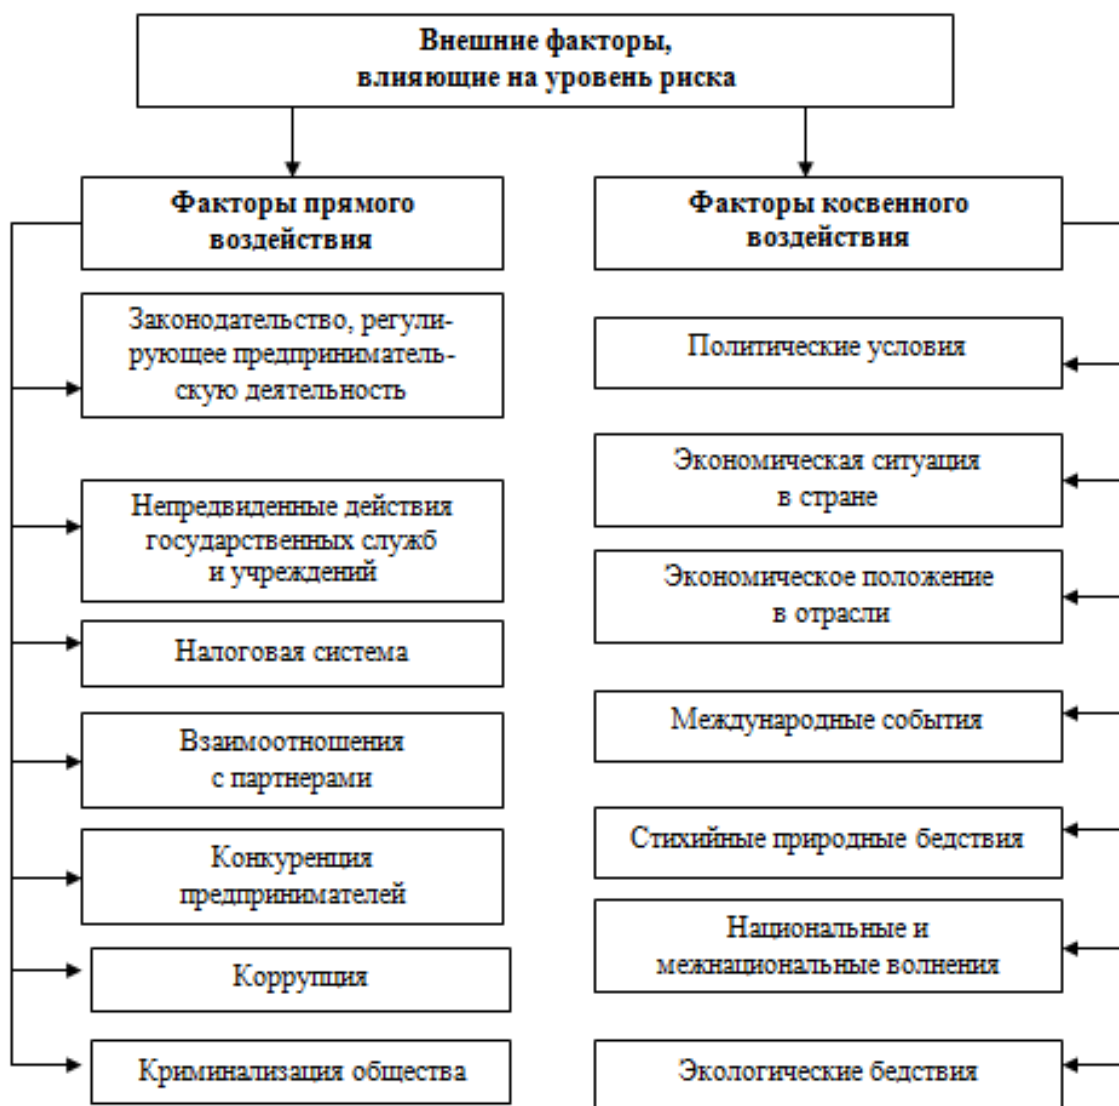 Внешние факторы,
влияющие на уровень риска
Факторы прямого
воздействия
Законодательство, регули-
рующее предприниматель-
скую деятельность
Непредвиденные действия
государственных служб
и учреждений
Налоговая система
Взаимоотношения
с партнерами
Конкуренция
предпринимателей
Коррупция
Криминализация общества
Факторы косвенного
воздействия
Политические условия
Экономическая ситуация
в стране
Экономическое положение
в отрасли
Международные события
Стихийные природные бедствия
Национальные и
межнациональные волнения
Экологические бедствия